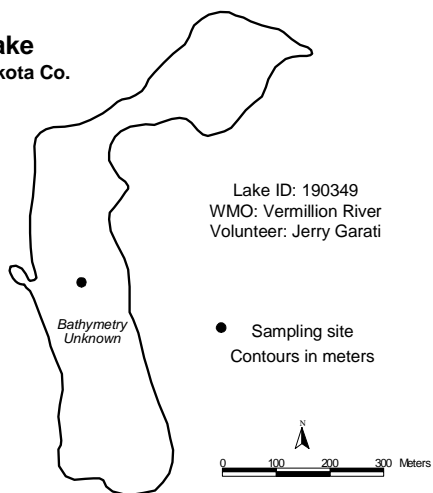 ake
kota Co.
Lake ID: 190349
WMO: Vermillion River
Volunteer: Jerry Garati
Bathymetry
Unknown
Sampling site
Contours in meters
N
0 100 200 300 Meters